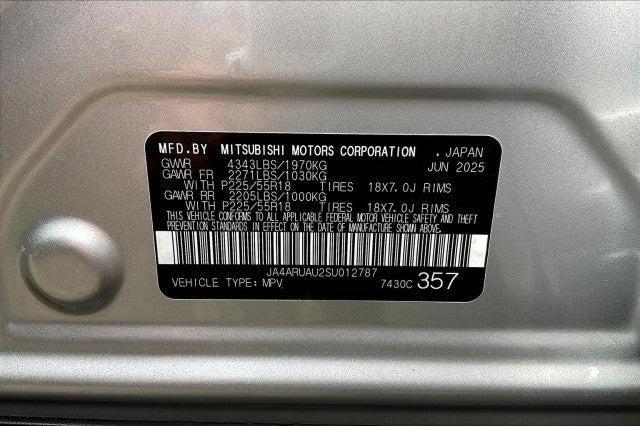 MFD.BY MITSUBISHI MOTORS CORPORATION . JAPAN
GVWR 4343LBS/1970KG JUN 2025
GAWR FR 2271LBS/1030KG
WITH P225/55R18 TIRES 18X7.0J RIMS
GAWR RR 2205LBS/1000KG
WITH P225/55R18 TIRES 18X7.0J RIMS
THIS VEHICLE CONFORMS TO ALL APPLICABLE FEDERAL MOTOR VEHICLE SAFETY AND THEFT
PREVENTION STANDARDS IN EFFECT ON THE DATE OF MANUFACTURE SHOWN ABOVE.
JA4ARUAU2SU012787
VEHICLE TYPE: MPV 7430C 357